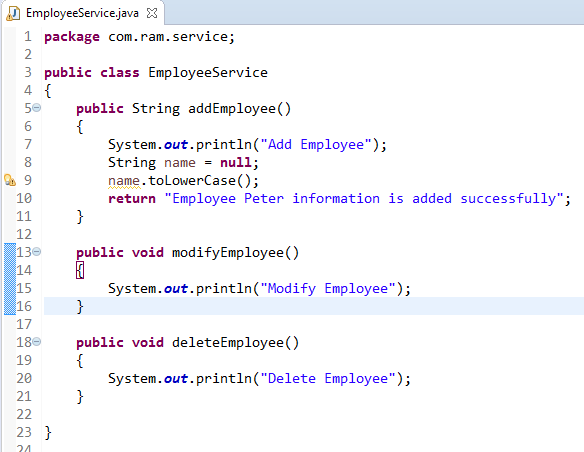 EmployeeService.java
1 package com.ram.service;
2
3 public class EmployeeService
4 {
5 public String addEmployee()
6 {
7 System.out.println("Add Employee");
8 String name = null;
9 name.toLowerCase();
10 return "Employee Peter information is added successfully";
11 }
12
13 public void modifyEmployee()
14 {
15 System.out.println("Modify Employee");
16 }
17
18 public void deleteEmployee()
19 {
20 System.out.println("Delete Employee");
21 }
22
23 }
24